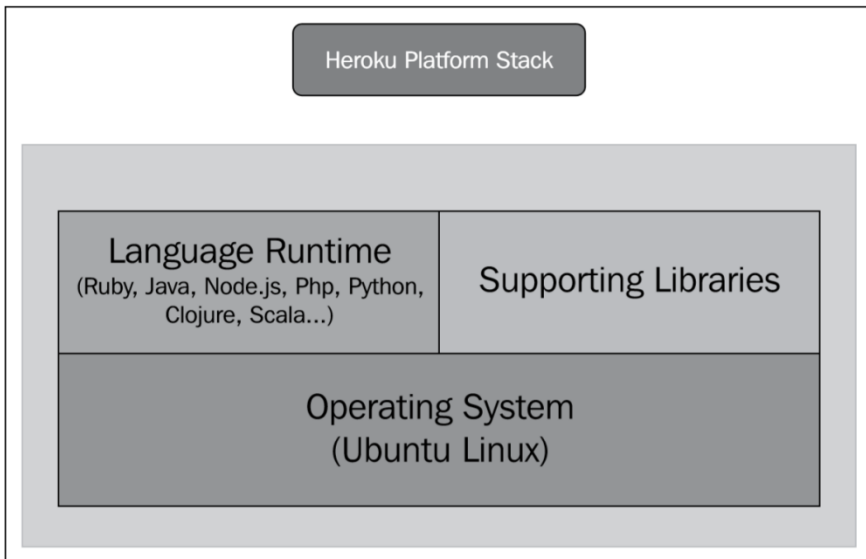 Heroku Platform Stack
Language Runtime
(Ruby, Java, Node.js, Php, Python,
Clojure, Scala...)
Supporting Libraries
Operating System
(Ubuntu Linux)